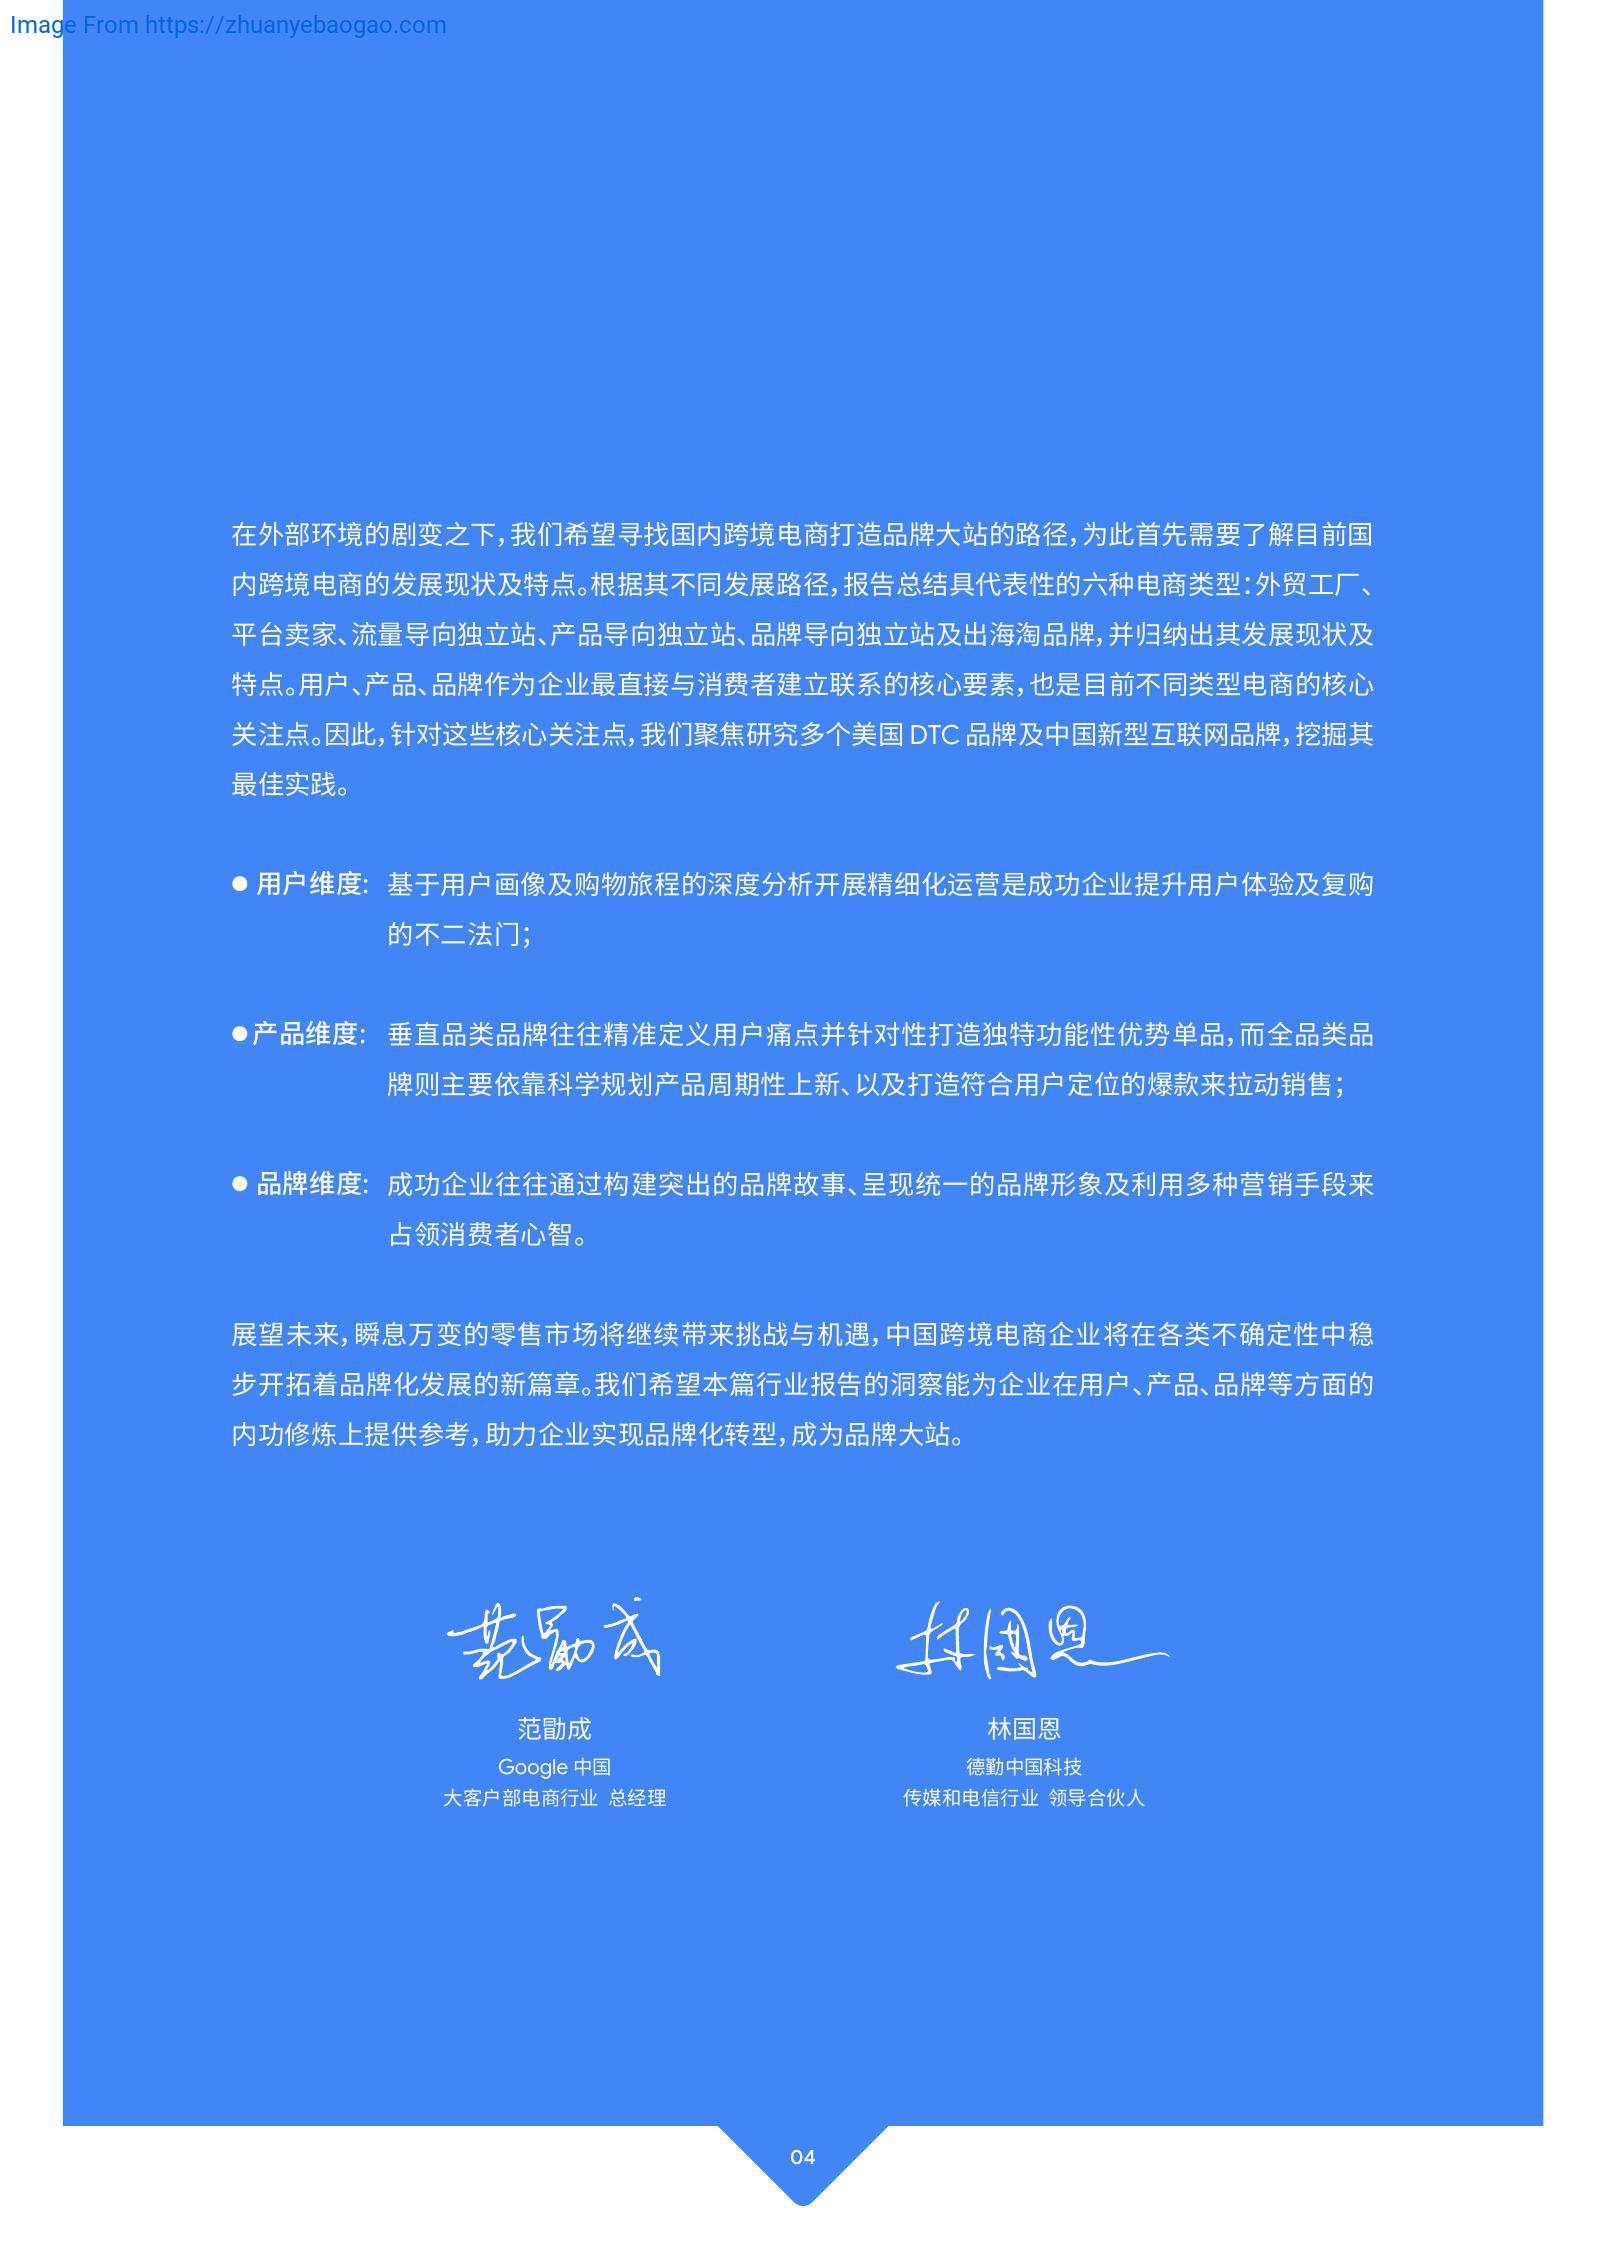 Image From https://zhuanyebaogao.com
在外部环境的剧变之下，我们希望寻找国内跨境电商打造品牌大站的路径，为此首先需要了解目前国
内跨境电商的发展现状及特点。根据其不同发展路径，报告总结具代表性的六种电商类型：外贸工厂、
平台卖家、流量导向独立站、产品导向独立站、品牌导向独立站及出海淘品牌，并归纳出其发展现状及
特点。用户、产品、品牌作为企业最直接与消费者建立联系的核心要素，也是目前不同类型电商的核心
关注点。因此，针对这些核心关注点，我们聚焦研究多个美国 DTC 品牌及中国新型互联网品牌，挖掘其
最佳实践。
● 用户维度： 基于用户画像及购物旅程的深度分析开展精细化运营是成功企业提升用户体验及复购
的不二法门；
● 产品维度： 垂直品类品牌往往精准定义用户痛点并针对性打造独特功能性优势单品，而全品类品
牌则主要依靠科学规划产品周期性上新、以及打造符合用户定位的爆款来拉动销售；
● 品牌维度： 成功企业往往通过构建突出的品牌故事、呈现统一的品牌形象及利用多种营销手段来
占领消费者心智。
展望未来，瞬息万变的零售市场将继续带来挑战与机遇，中国跨境电商企业将在各类不确定性中稳
步开拓着品牌化发展的新篇章。我们希望本篇行业报告的洞察能为企业在用户、产品、品牌等方面的
内功修炼上提供参考，助力企业实现品牌化转型，成为品牌大站。
范勖成 林国恩
范勖成
Google 中国
大客户部电商行业 总经理
林国恩
德勤中国科技
传媒和电信行业 领导合伙人
04